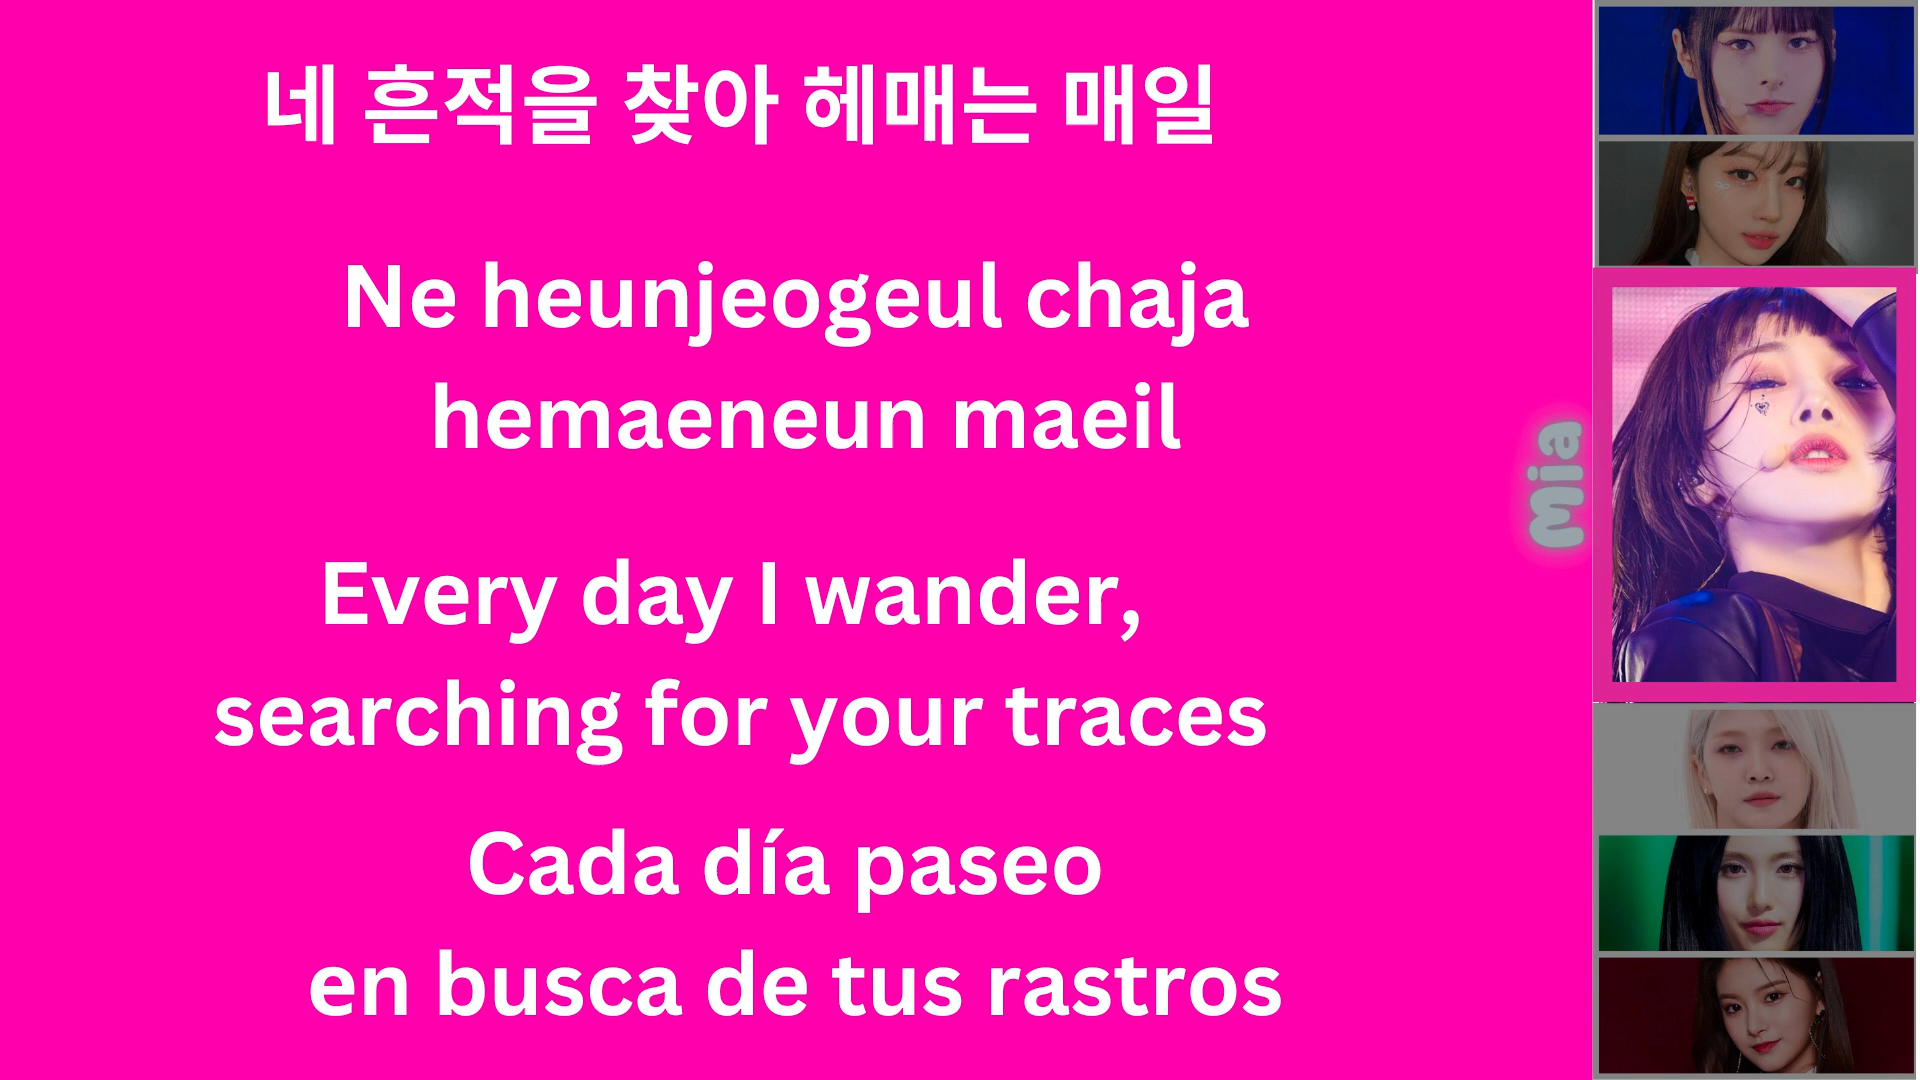 네 흔적을 찾아 헤매는 매일
Ne heunjeogeul chaja
hemaeneun maeil
Every day I wander,
searching for your traces
Cada día paseo
en busca de tus rastros
Mia